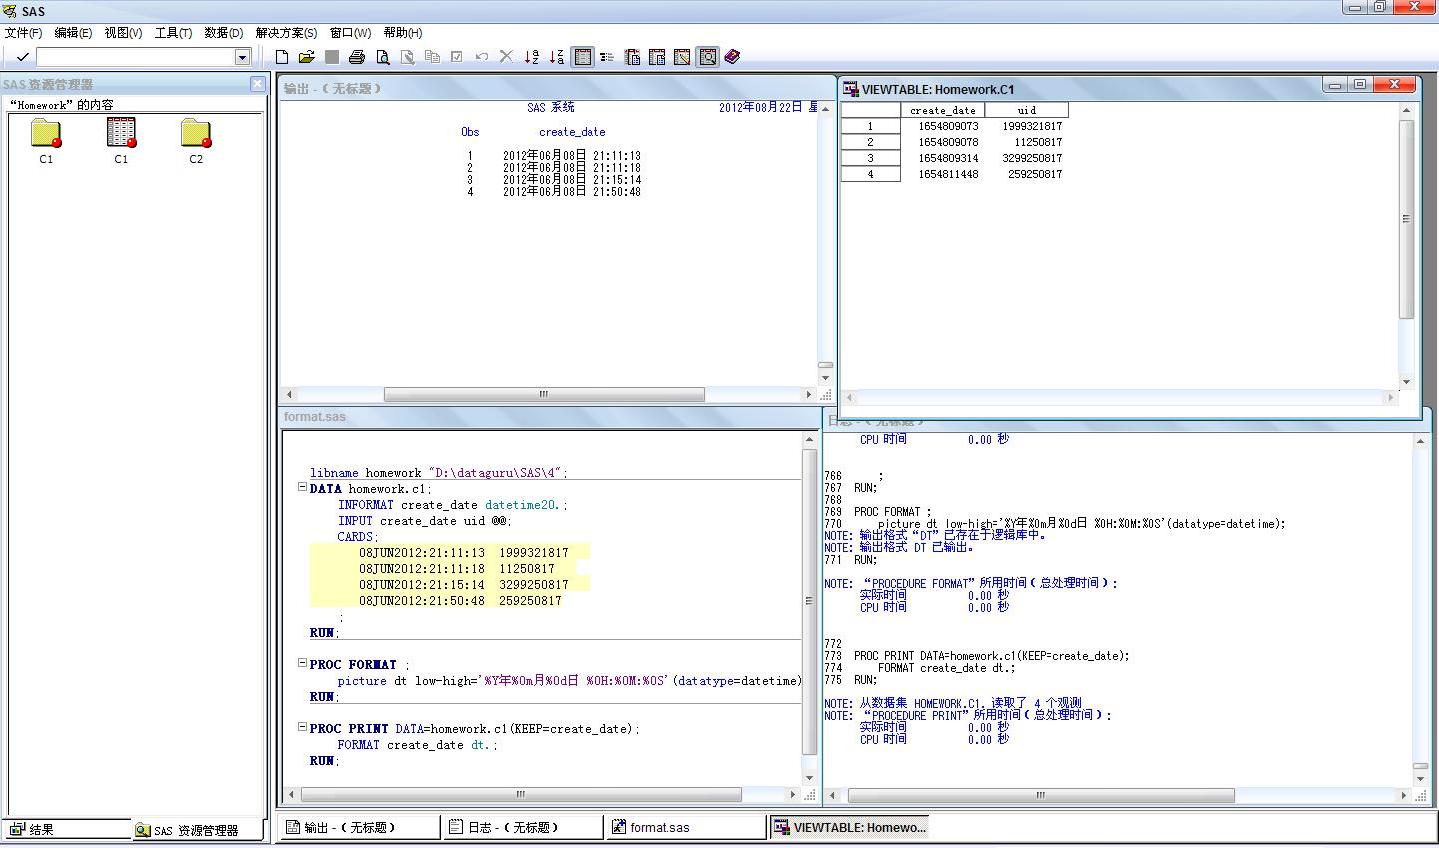 SAS
文件(F) 编辑(E) 视图(V) 工具(T) 数据(D) 解决方案(S) 窗口(W) 帮助(H)
SAS 资源管理器
“Homework” 的内容
C1 C1 C2
输出 - (无标题)
SAS 系统 2012年08月22日 星
Obs create_date
1 2012年06月08日 21:11:13
2 2012年06月08日 21:11:18
3 2012年06月08日 21:15:14
4 2012年06月08日 21:50:48
VIEWTABLE: Homework.C1
create_date uid
1 1654809073 1999321817
2 1654809078 11250817
3 1654809314 3299250817
4 1654811448 259250817
format.sas
libname homework "D:\dataguru\SAS\4";
DATA homework.c1;
INFORMAT create_date datetime20.;
INPUT create_date uid @@;
CARDS;
08JUN2012:21:11:13 1999321817
08JUN2012:21:11:18 11250817
08JUN2012:21:15:14 3299250817
08JUN2012:21:50:48 259250817
;
RUN;
PROC FORMAT ;
picture dt low-high='%Y年%0m月%0d日 %0H:%0M:%0S'(datatype=datetime)
RUN;
PROC PRINT DATA=homework.c1(KEEP=create_date);
FORMAT create_date dt.;
RUN;
日志 - (无标题)
CPU 时间 0.00 秒
766 ;
767 RUN;
768
769 PROC FORMAT ;
770 picture dt low-high='%Y年%0m月%0d日 %0H:%0M:%0S'(datatype=datetime);
NOTE: 输出格式“DT”已存在于逻辑库中。
NOTE: 输出格式 DT 已输出。
771 RUN;
NOTE: “PROCEDURE FORMAT”所用时间(总处理时间):
实际时间 0.00 秒
CPU 时间 0.00 秒
772
773 PROC PRINT DATA=homework.c1(KEEP=create_date);
774 FORMAT create_date dt.;
775 RUN;
NOTE: 从数据集 HOMEWORK.C1. 读取了 4 个观测
NOTE: “PROCEDURE PRINT”所用时间(总处理时间):
实际时间 0.00 秒
CPU 时间 0.00 秒
结果 SAS 资源管理器
输出 - (无标题) 日志 - (无标题) format.sas VIEWTABLE: Homewo...